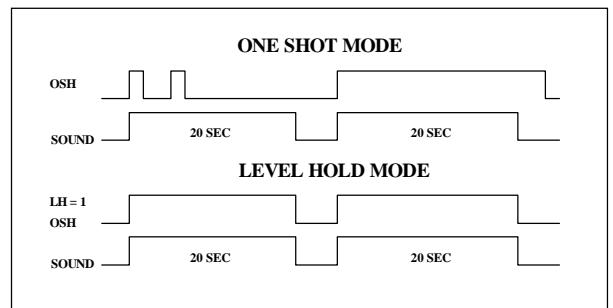 ONE SHOT MODE
OSH
SOUND 20 SEC 20 SEC
LEVEL HOLD MODE
LH = 1
OSH
SOUND 20 SEC 20 SEC